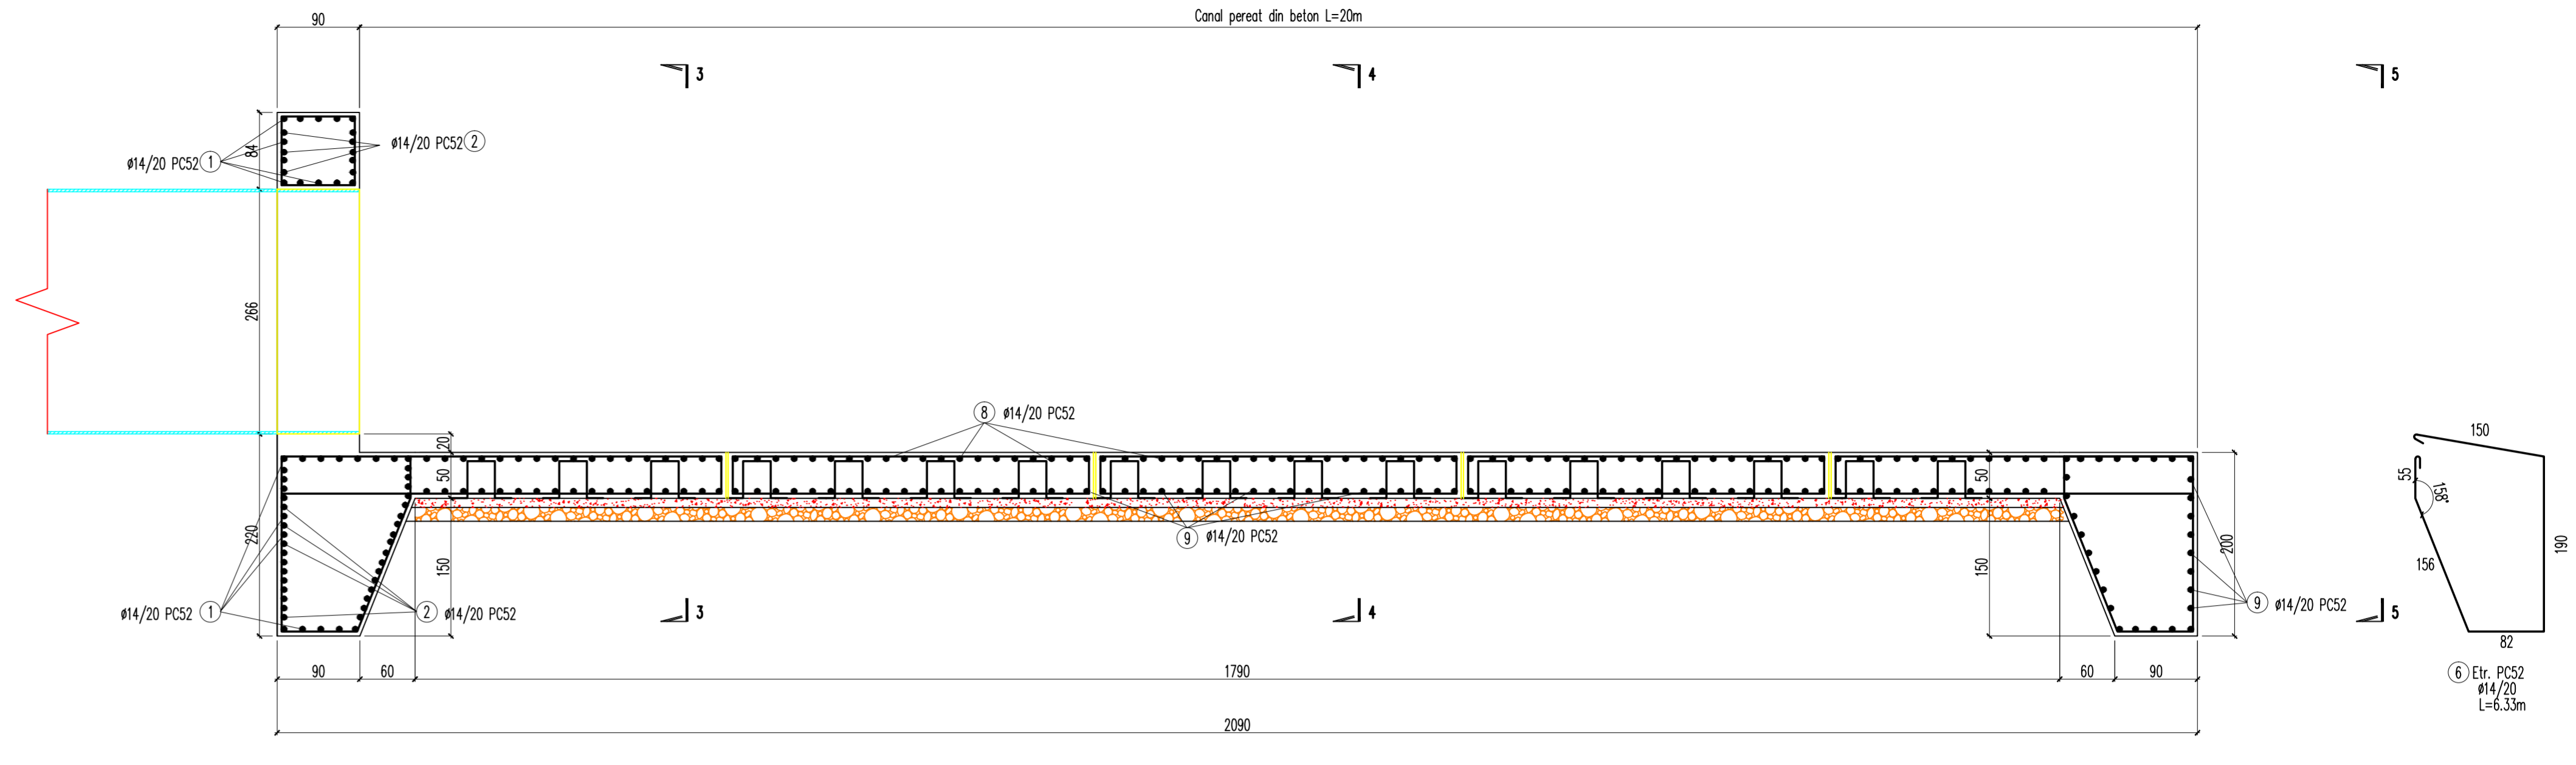 90
Canal pereat din beton L=20m
3
4
5
84
ø14/20 PC52 1
ø14/20 PC52 2
266
8 ø14/20 PC52
20
50
50
220
150
150
200
9 ø14/20 PC52
ø14/20 PC52 1
2 ø14/20 PC52
9 ø14/20 PC52
3
4
5
90
60
1790
60
90
2090
150
55
158°
156
190
82
6 Etr. PC52
ø14/20
L=6.33m